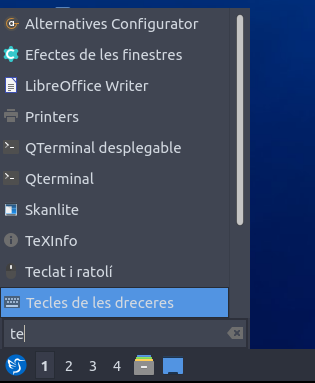 Alternatives Configurator
Efectes de les finestres
LibreOffice Writer
Printers
QTerminal desplegable
Qterminal
Skanlite
TeXInfo
Teclat i ratolí
Tecles de les dreceres
te
1 2 3 4